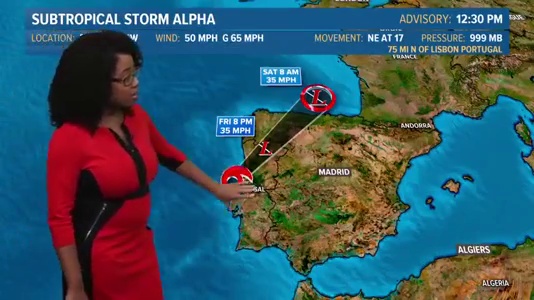 SUBTROPICAL STORM ALPHA
ADVISORY: 12:30 PM
LOCATION:
WIND: 50 MPH G 65 MPH
MOVEMENT: NE AT 17
PRESSURE: 999 MB
75 MI N OF LISBON PORTUGAL
FRANCE
SAT 8 AM
35 MPH
L
ANDORRA
FRI 8 PM
35 MPH
L
MADRID
ALGIERS
ALGERIA